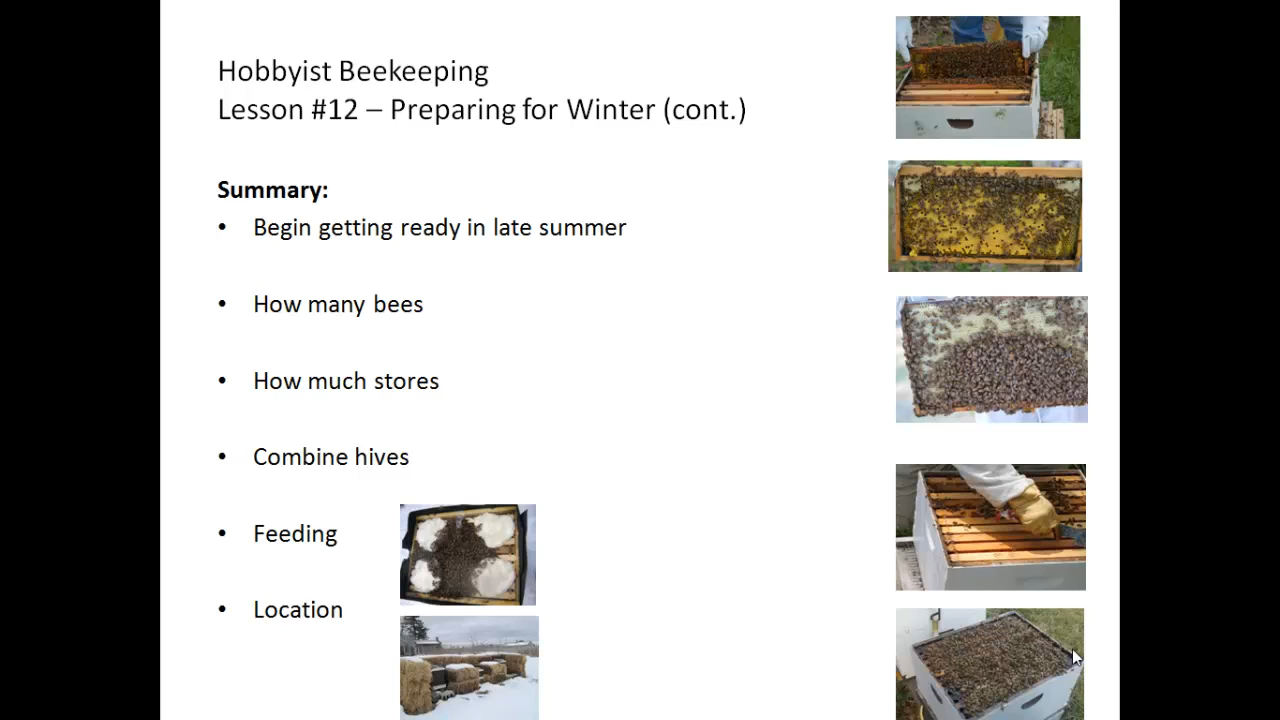 Hobbyist Beekeeping
Lesson #12 – Preparing for Winter (cont.)
Summary:
• Begin getting ready in late summer
• How many bees
• How much stores
• Combine hives
• Feeding
• Location